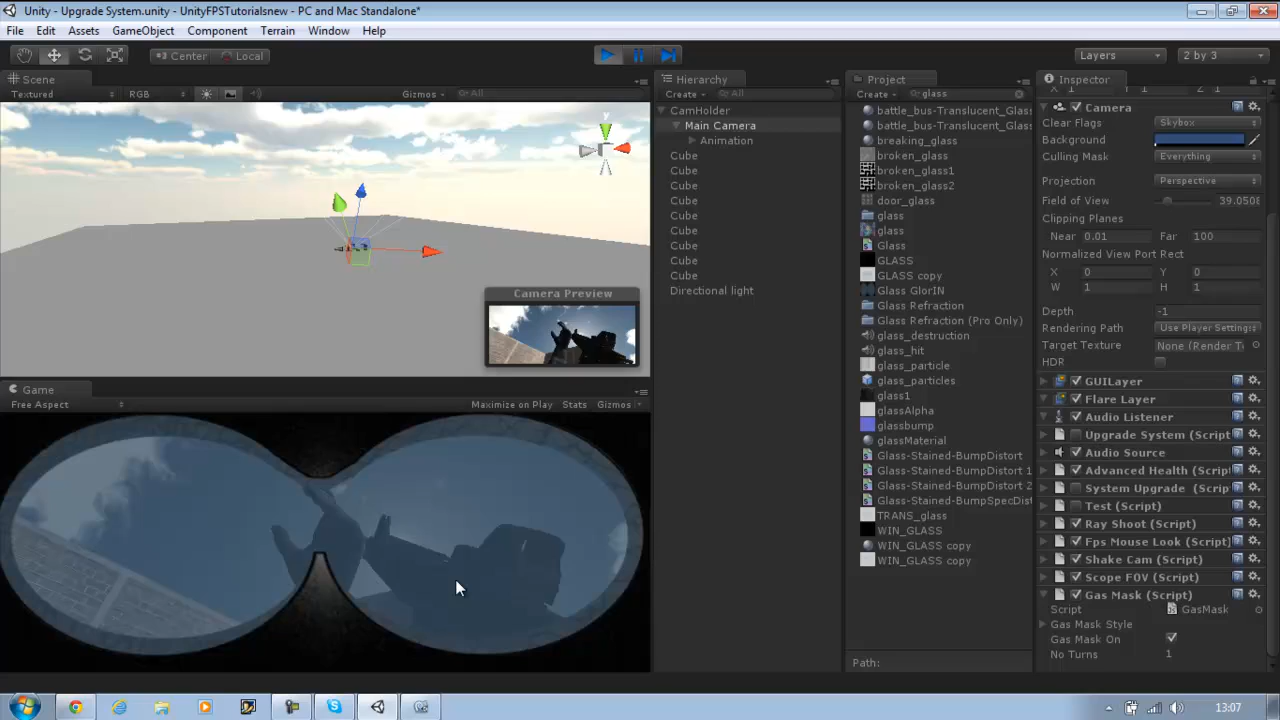 Unity - Upgrade System.unity - UnityFPSTutorialsnew - PC and Mac Standalone*
File Edit Assets GameObject Component Terrain Window Help
Center Local Layers 2 by 3
Scene
Textured RGB Gizmos All
Camera Preview
Game
Free Aspect Maximize on Play Stats Gizmos
Hierarchy
Create All
CamHolder
Main Camera
Animation
Cube
Cube
Cube
Cube
Cube
Cube
Cube
Cube
Cube
Directional light
Project
Create glass
battle_bus-Translucent_Glass
battle_bus-Translucent_Glass
breaking_glass
broken_glass
broken_glass1
broken_glass2
door_glass
glass
glass
Glass
GLASS
GLASS copy
Glass GlorIN
Glass Refraction
Glass Refraction (Pro Only)
glass_destruction
glass_hit
glass_particle
glass_particles
glass1
glassAlpha
glassbump
glassMaterial
Glass-Stained-BumpDistort
Glass-Stained-BumpDistort 1
Glass-Stained-BumpDistort 2
Glass-Stained-BumpSpecDist
TRANS_glass
WIN_GLASS
WIN_GLASS copy
WIN_GLASS copy
Path:
Inspector
Camera
Clear Flags Skybox
Background
Culling Mask Everything
Projection Perspective
Field of View 39.0508
Clipping Planes
Near 0.01 Far 100
Normalized View Port Rect
X 0 Y 0
W 1 H 1
Depth -1
Rendering Path Use Player Settings
Target Texture None (Render T
HDR
GUILayer
Flare Layer
Audio Listener
Upgrade System (Script
Audio Source
Advanced Health (Scrip
System Upgrade (Script
Test (Script)
Ray Shoot (Script)
Fps Mouse Look (Script)
Shake Cam (Script)
Scope FOV (Script)
Gas Mask (Script)
Script GasMask
Gas Mask Style
Gas Mask On
No Turns 1
13:07